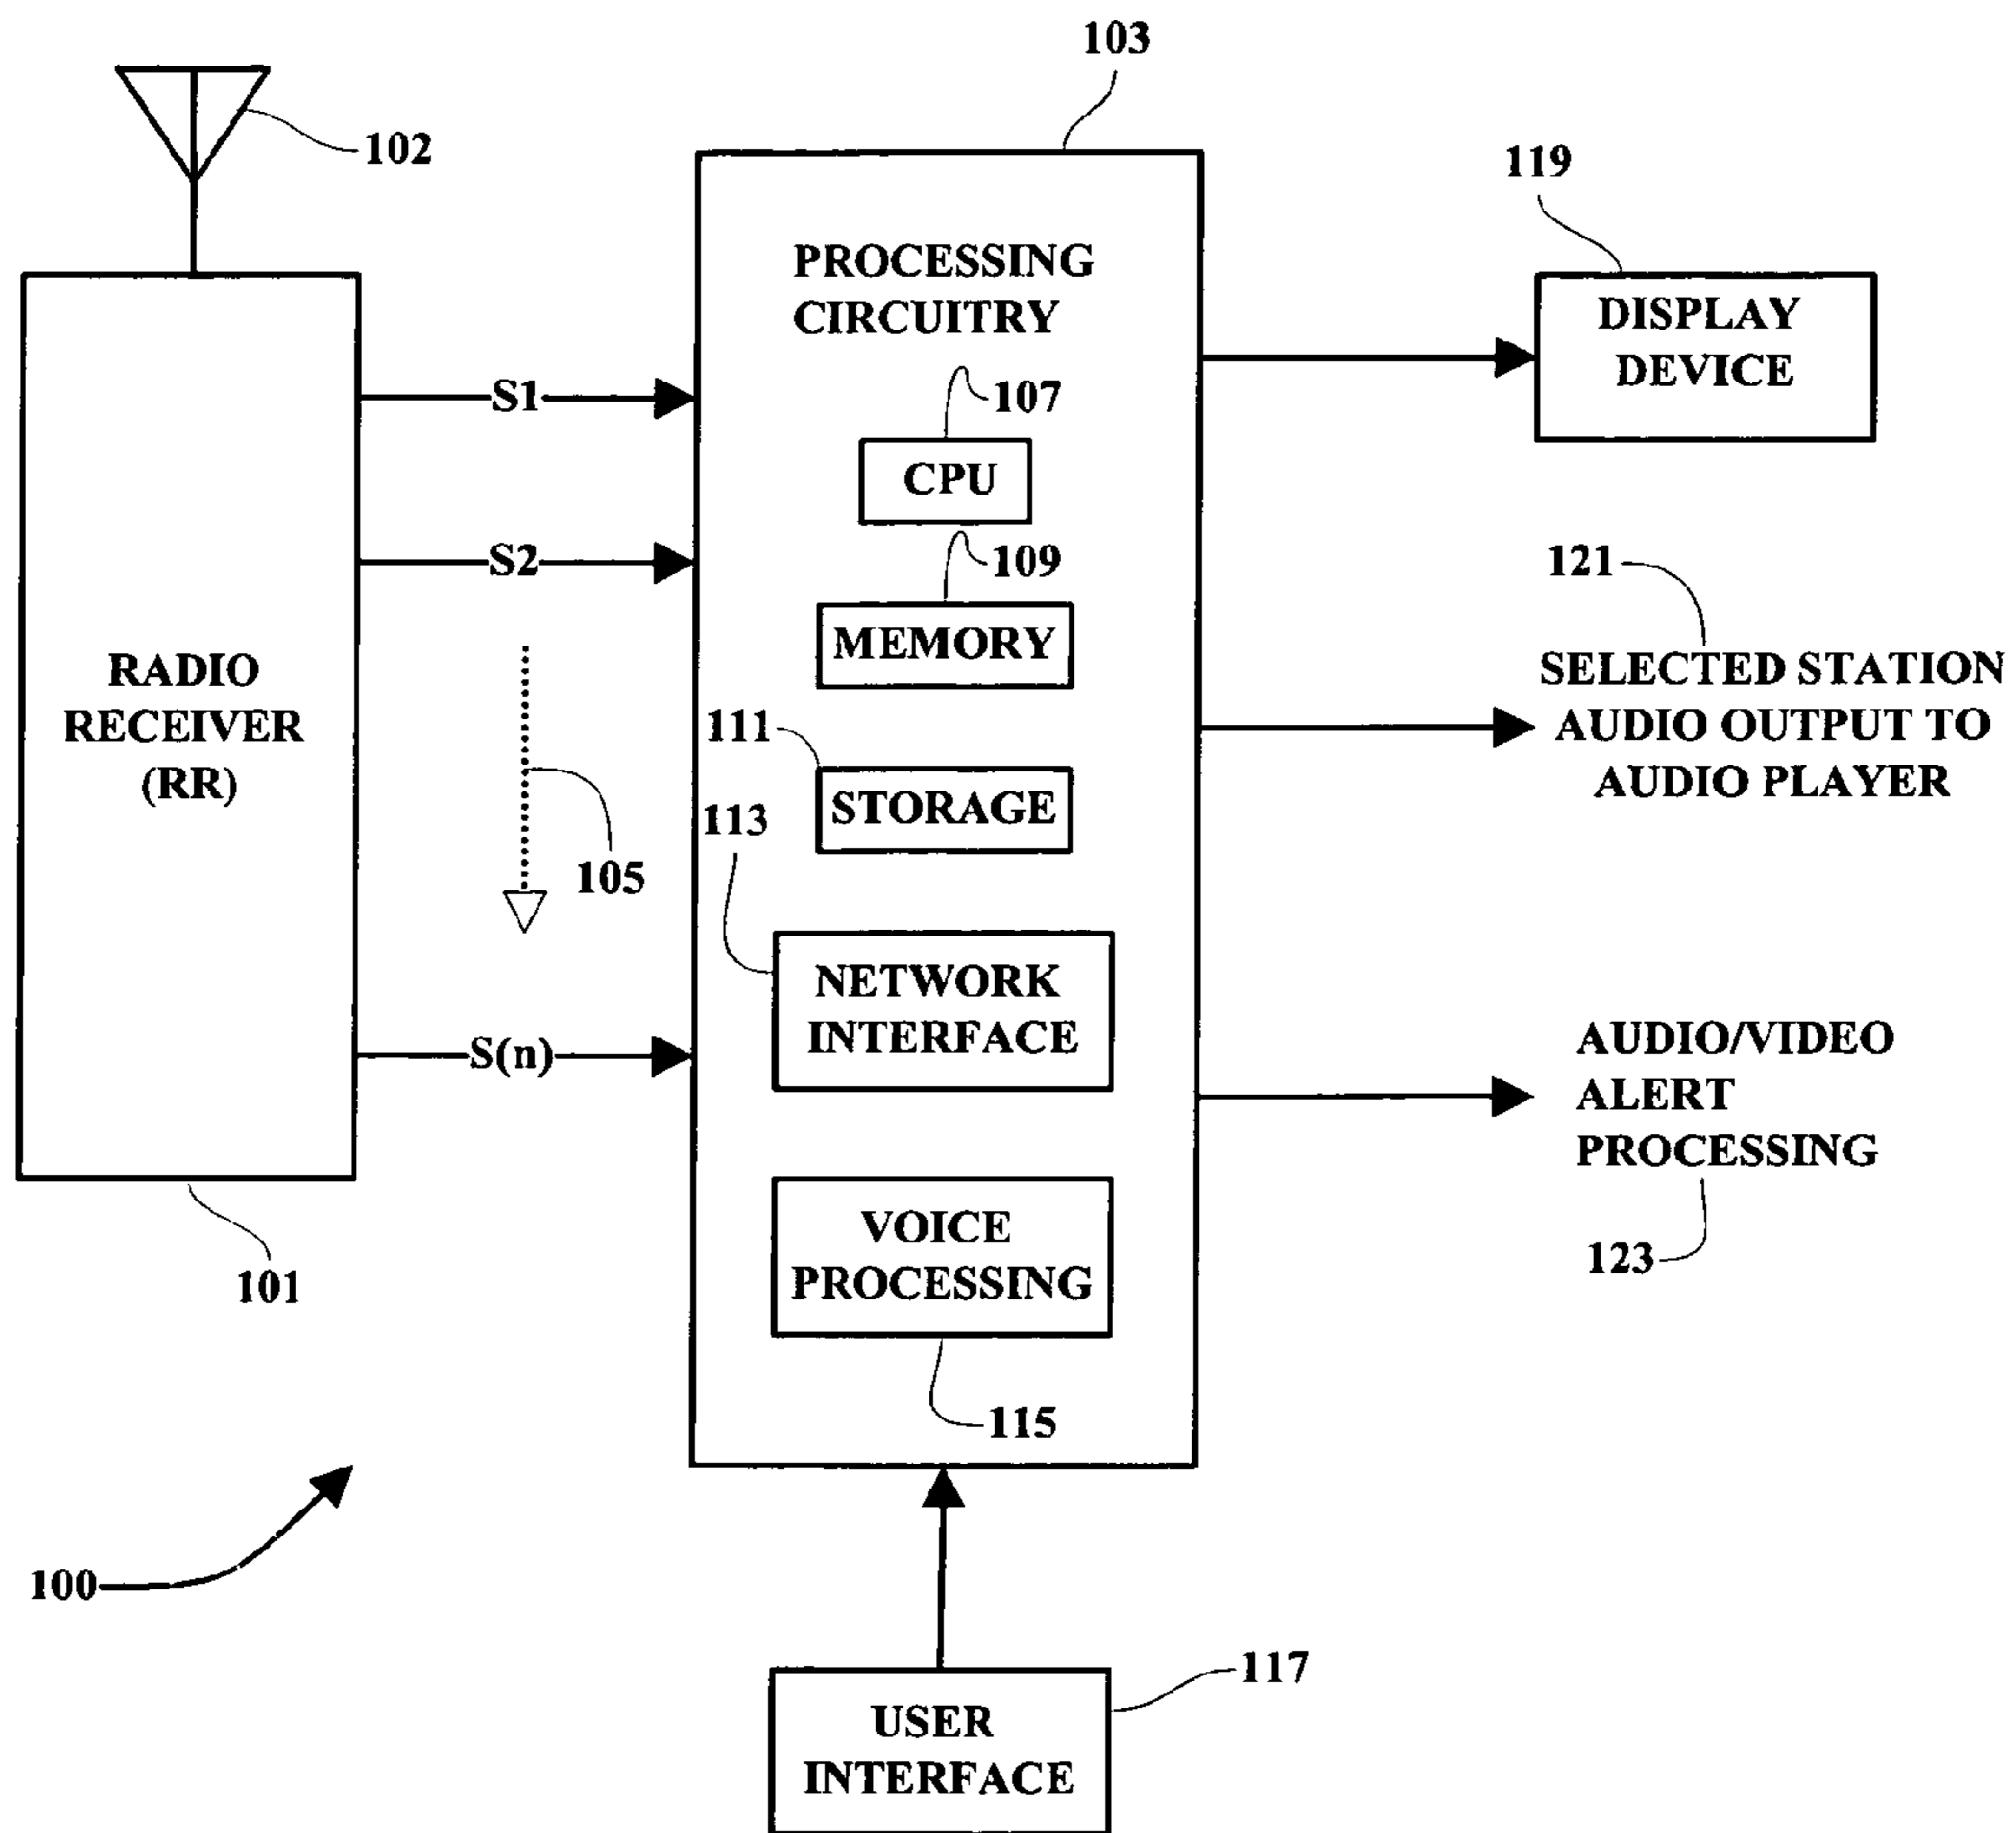 103
102
119
PROCESSING
CIRCUITRY
DISPLAY
DEVICE
S1
107
CPU
S2
109
121
MEMORY
RADIO
RECEIVER
(RR)
SELECTED STATION
AUDIO OUTPUT TO
AUDIO PLAYER
111
STORAGE
113
105
NETWORK
INTERFACE
S(n)
AUDIO/VIDEO
ALERT
PROCESSING
VOICE
PROCESSING
101
123
115
100
117
USER
INTERFACE